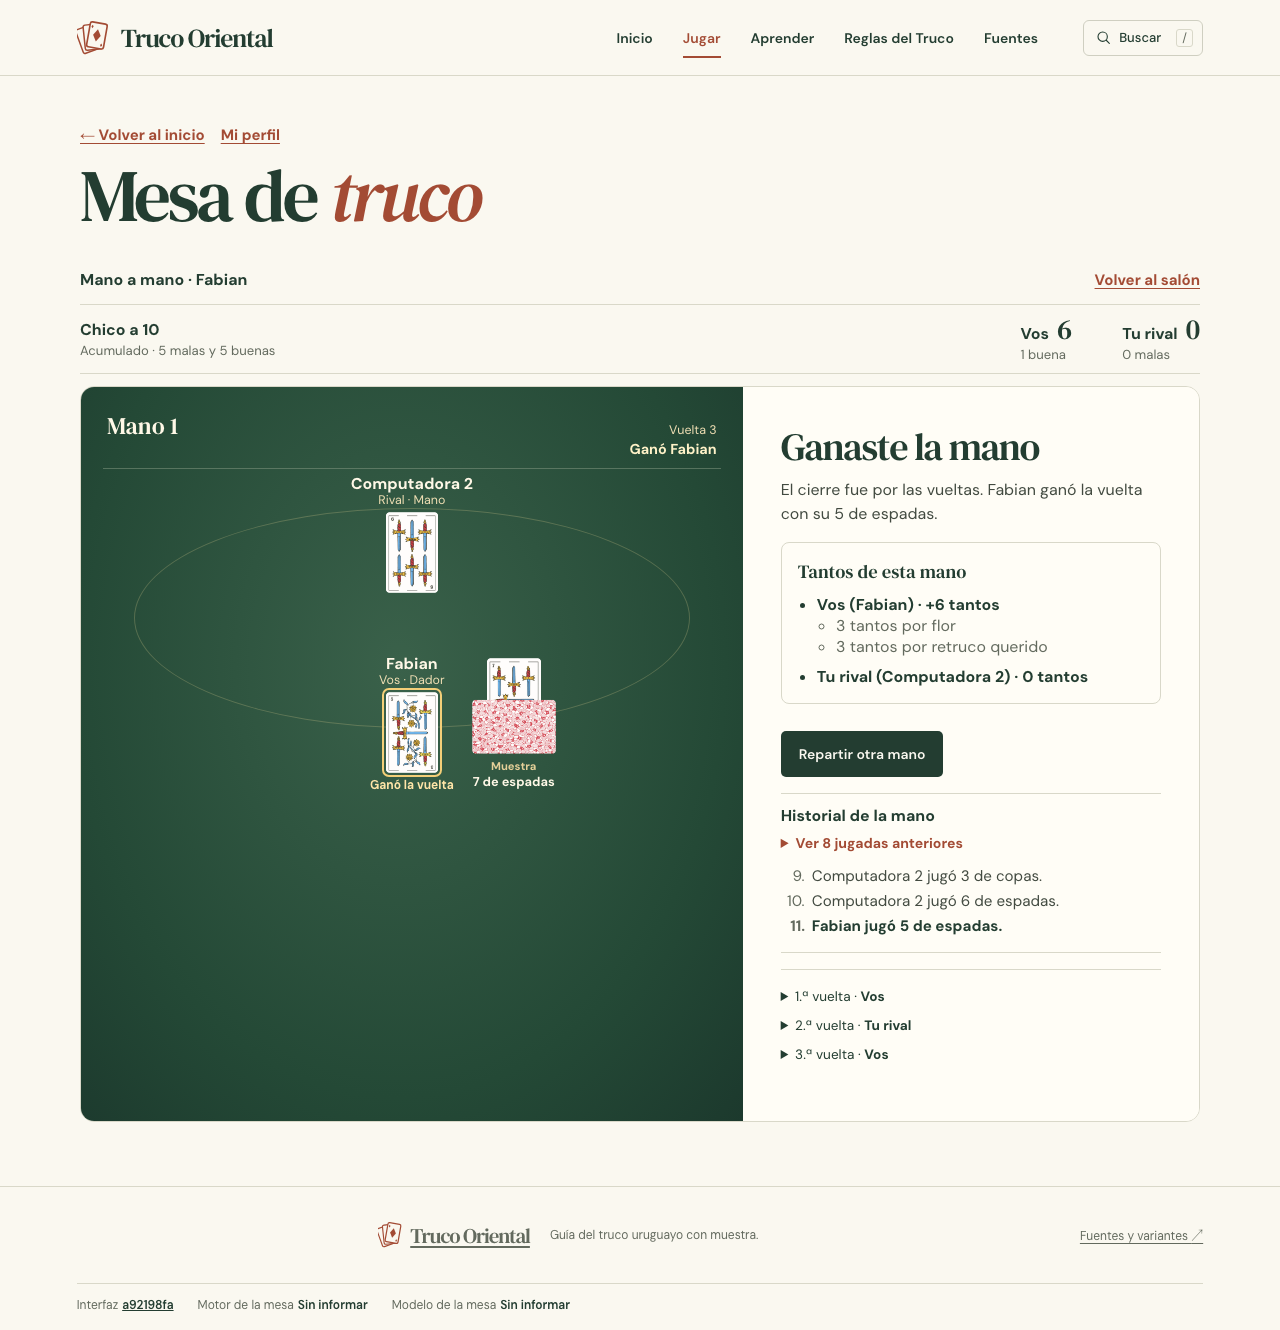 Truco Oriental
Inicio
Jugar
Aprender
Reglas del Truco
Fuentes
Buscar
/
← Volver al inicio
Mi perfil
Mesa de truco
Mano a mano · Fabian
Volver al salón
Chico a 10
Acumulado · 5 malas y 5 buenas
Vos 6
1 buena
Tu rival 0
0 malas
Mano 1
Vuelta 3
Ganó Fabian
Computadora 2
Rival · Mano
Fabian
Vos · Dador
Ganó la vuelta
Muestra
7 de espadas
Ganaste la mano
El cierre fue por las vueltas. Fabian ganó la vuelta
con su 5 de espadas.
Tantos de esta mano
• Vos (Fabian) · +6 tantos
◦ 3 tantos por flor
◦ 3 tantos por retruco querido
• Tu rival (Computadora 2) · 0 tantos
Repartir otra mano
Historial de la mano
▶ Ver 8 jugadas anteriores
9. Computadora 2 jugó 3 de copas.
10. Computadora 2 jugó 6 de espadas.
11. Fabian jugó 5 de espadas.
▶ 1.ª vuelta · Vos
▶ 2.ª vuelta · Tu rival
▶ 3.ª vuelta · Vos
Truco Oriental
Guía del truco uruguayo con muestra.
Fuentes y variantes ↗
Interfaz a92198fa
Motor de la mesa Sin informar
Modelo de la mesa Sin informar